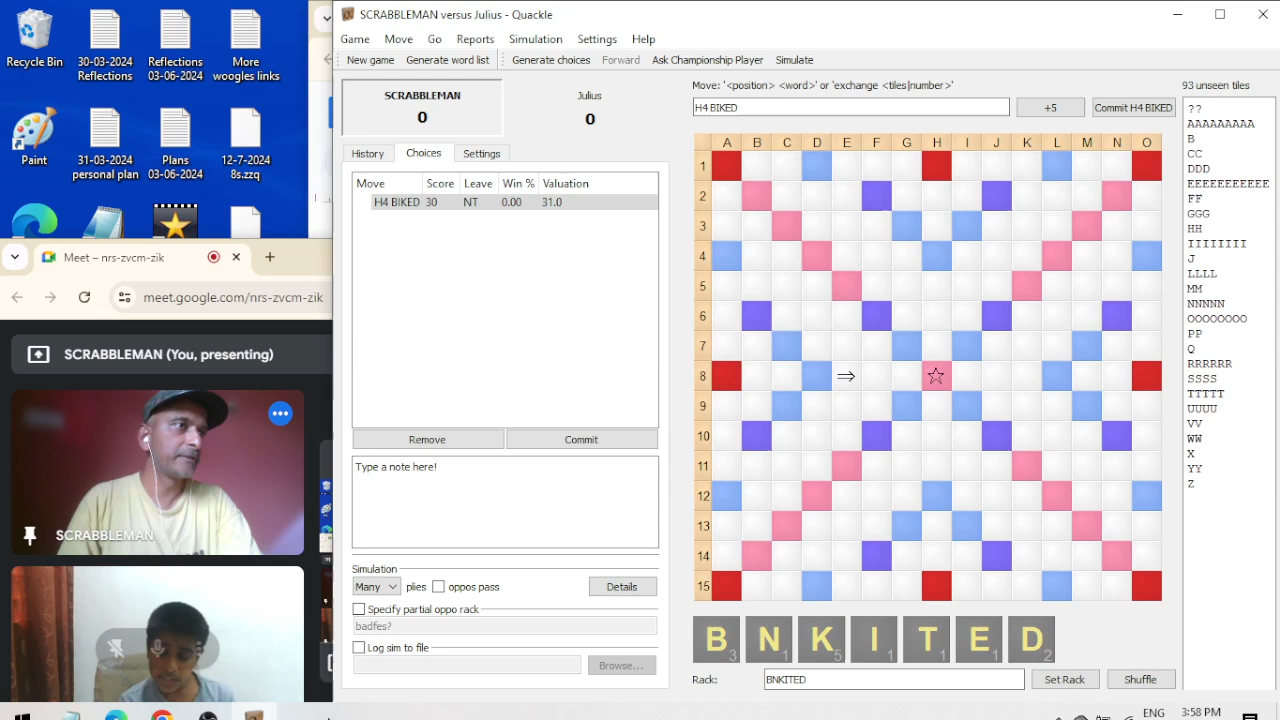 SCRABBLEMAN versus Julius - Quackle
Recycle Bin
30-03-2024 Reflections
Reflections 03-06-2024
More woogles links
Paint
31-03-2024 personal plan
Plans 03-06-2024
12-7-2024 8s.zzq
Meet – nrs-zvcm-zik
meet.google.com/nrs-zvcm-zik
SCRABBLEMAN (You, presenting)
SCRABBLEMAN
Game Move Go Reports Simulation Settings Help
New game Generate word list Generate choices Forward Ask Championship Player Simulate
SCRABBLEMAN Julius
0 0
History Choices Settings
Move Score Leave Win % Valuation
H4 BIKED 30 NT 0.00 31.0
Remove Commit
Type a note here!
Simulation
Many plies oppos pass Details
Specify partial oppo rack
badfes?
Log sim to file
Browse...
Move: '<position> <word>' or 'exchange <tiles|number>'
H4 BIKED +5 Commit H4 BIKED
A B C D E F G H I J K L M N O
1
2
3
4
5
6
7
8 ⇒
9
10
11
12
13
14
15
B3 N1 K5 I1 T1 E1 D2
Rack: BNKITED Set Rack Shuffle
93 unseen tiles
??
AAAAAAAAA
B
CC
DDD
EEEEEEEEEEE
FF
GGG
HH
IIIIIIII
J
LLLL
MM
NNNNN
OOOOOOOO
PP
Q
RRRRRR
SSSS
TTTTT
UUUU
VV
WW
X
YY
Z
ENG 3:58 PM